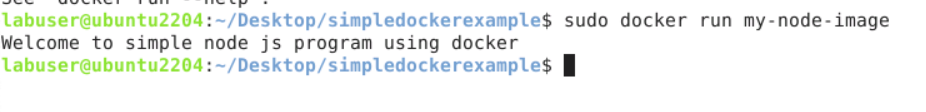 See 'docker run --help'.
labuser@ubuntu2204:~/Desktop/simpledockerexample$ sudo docker run my-node-image
Welcome to simple node js program using docker
labuser@ubuntu2204:~/Desktop/simpledockerexample$